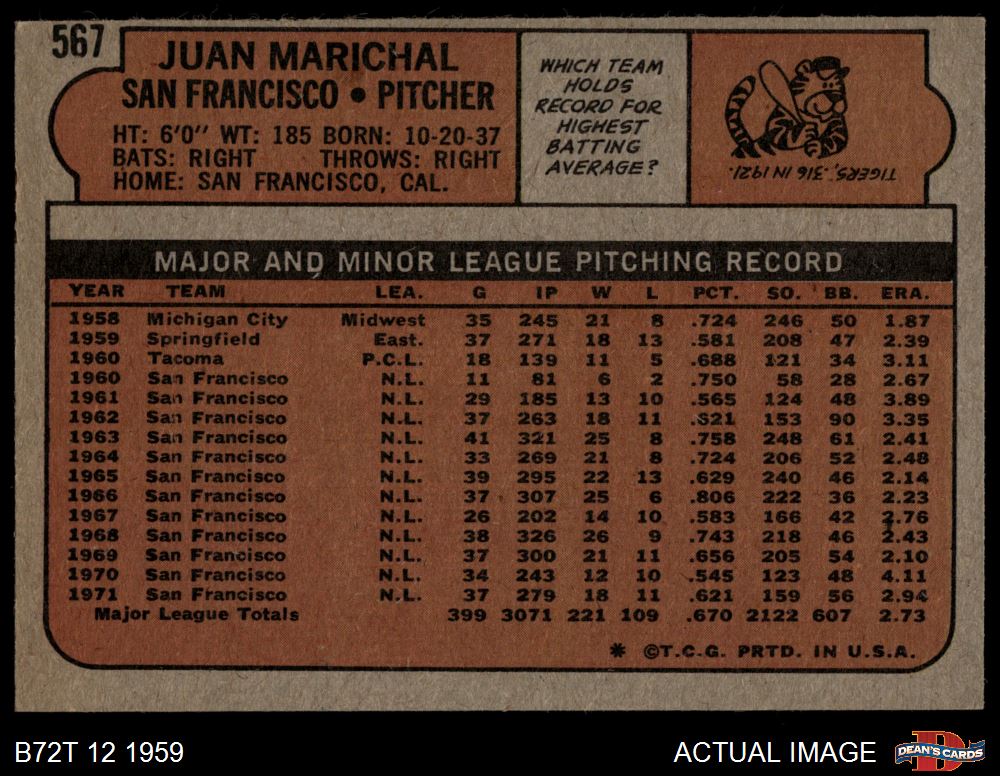 567
JUAN MARICHAL
SAN FRANCISCO • PITCHER
HT: 6'0" WT: 185 BORN: 10-20-37
BATS: RIGHT THROWS: RIGHT
HOME: SAN FRANCISCO, CAL.
WHICH TEAM
HOLDS
RECORD FOR
HIGHEST
BATTING
AVERAGE?
TIGERS, .316 IN 1921.
MAJOR AND MINOR LEAGUE PITCHING RECORD
YEAR TEAM LEA. G IP W L PCT. SO. BB. ERA.
1958 Michigan City Midwest 35 245 21 8 .724 246 50 1.87
1959 Springfield East. 37 271 18 13 .581 208 47 2.39
1960 Tacoma P.C.L. 18 139 11 5 .688 121 34 3.11
1960 San Francisco N.L. 11 81 6 2 .750 58 28 2.67
1961 San Francisco N.L. 29 185 13 10 .565 124 48 3.89
1962 San Francisco N.L. 37 263 18 11 .621 153 90 3.35
1963 San Francisco N.L. 41 321 25 8 .758 248 61 2.41
1964 San Francisco N.L. 33 269 21 8 .724 206 52 2.48
1965 San Francisco N.L. 39 295 22 13 .629 240 46 2.14
1966 San Francisco N.L. 37 307 25 6 .806 222 36 2.23
1967 San Francisco N.L. 26 202 14 10 .583 166 42 2.76
1968 San Francisco N.L. 38 326 26 9 .743 218 46 2.43
1969 San Francisco N.L. 37 300 21 11 .656 205 54 2.10
1970 San Francisco N.L. 34 243 12 10 .545 123 48 4.11
1971 San Francisco N.L. 37 279 18 11 .621 159 56 2.94
Major League Totals 399 3071 221 109 .670 2122 607 2.73
* ©T.C.G. PRTD. IN U.S.A.
B72T 12 1959
ACTUAL IMAGE
DEAN'S CARDS